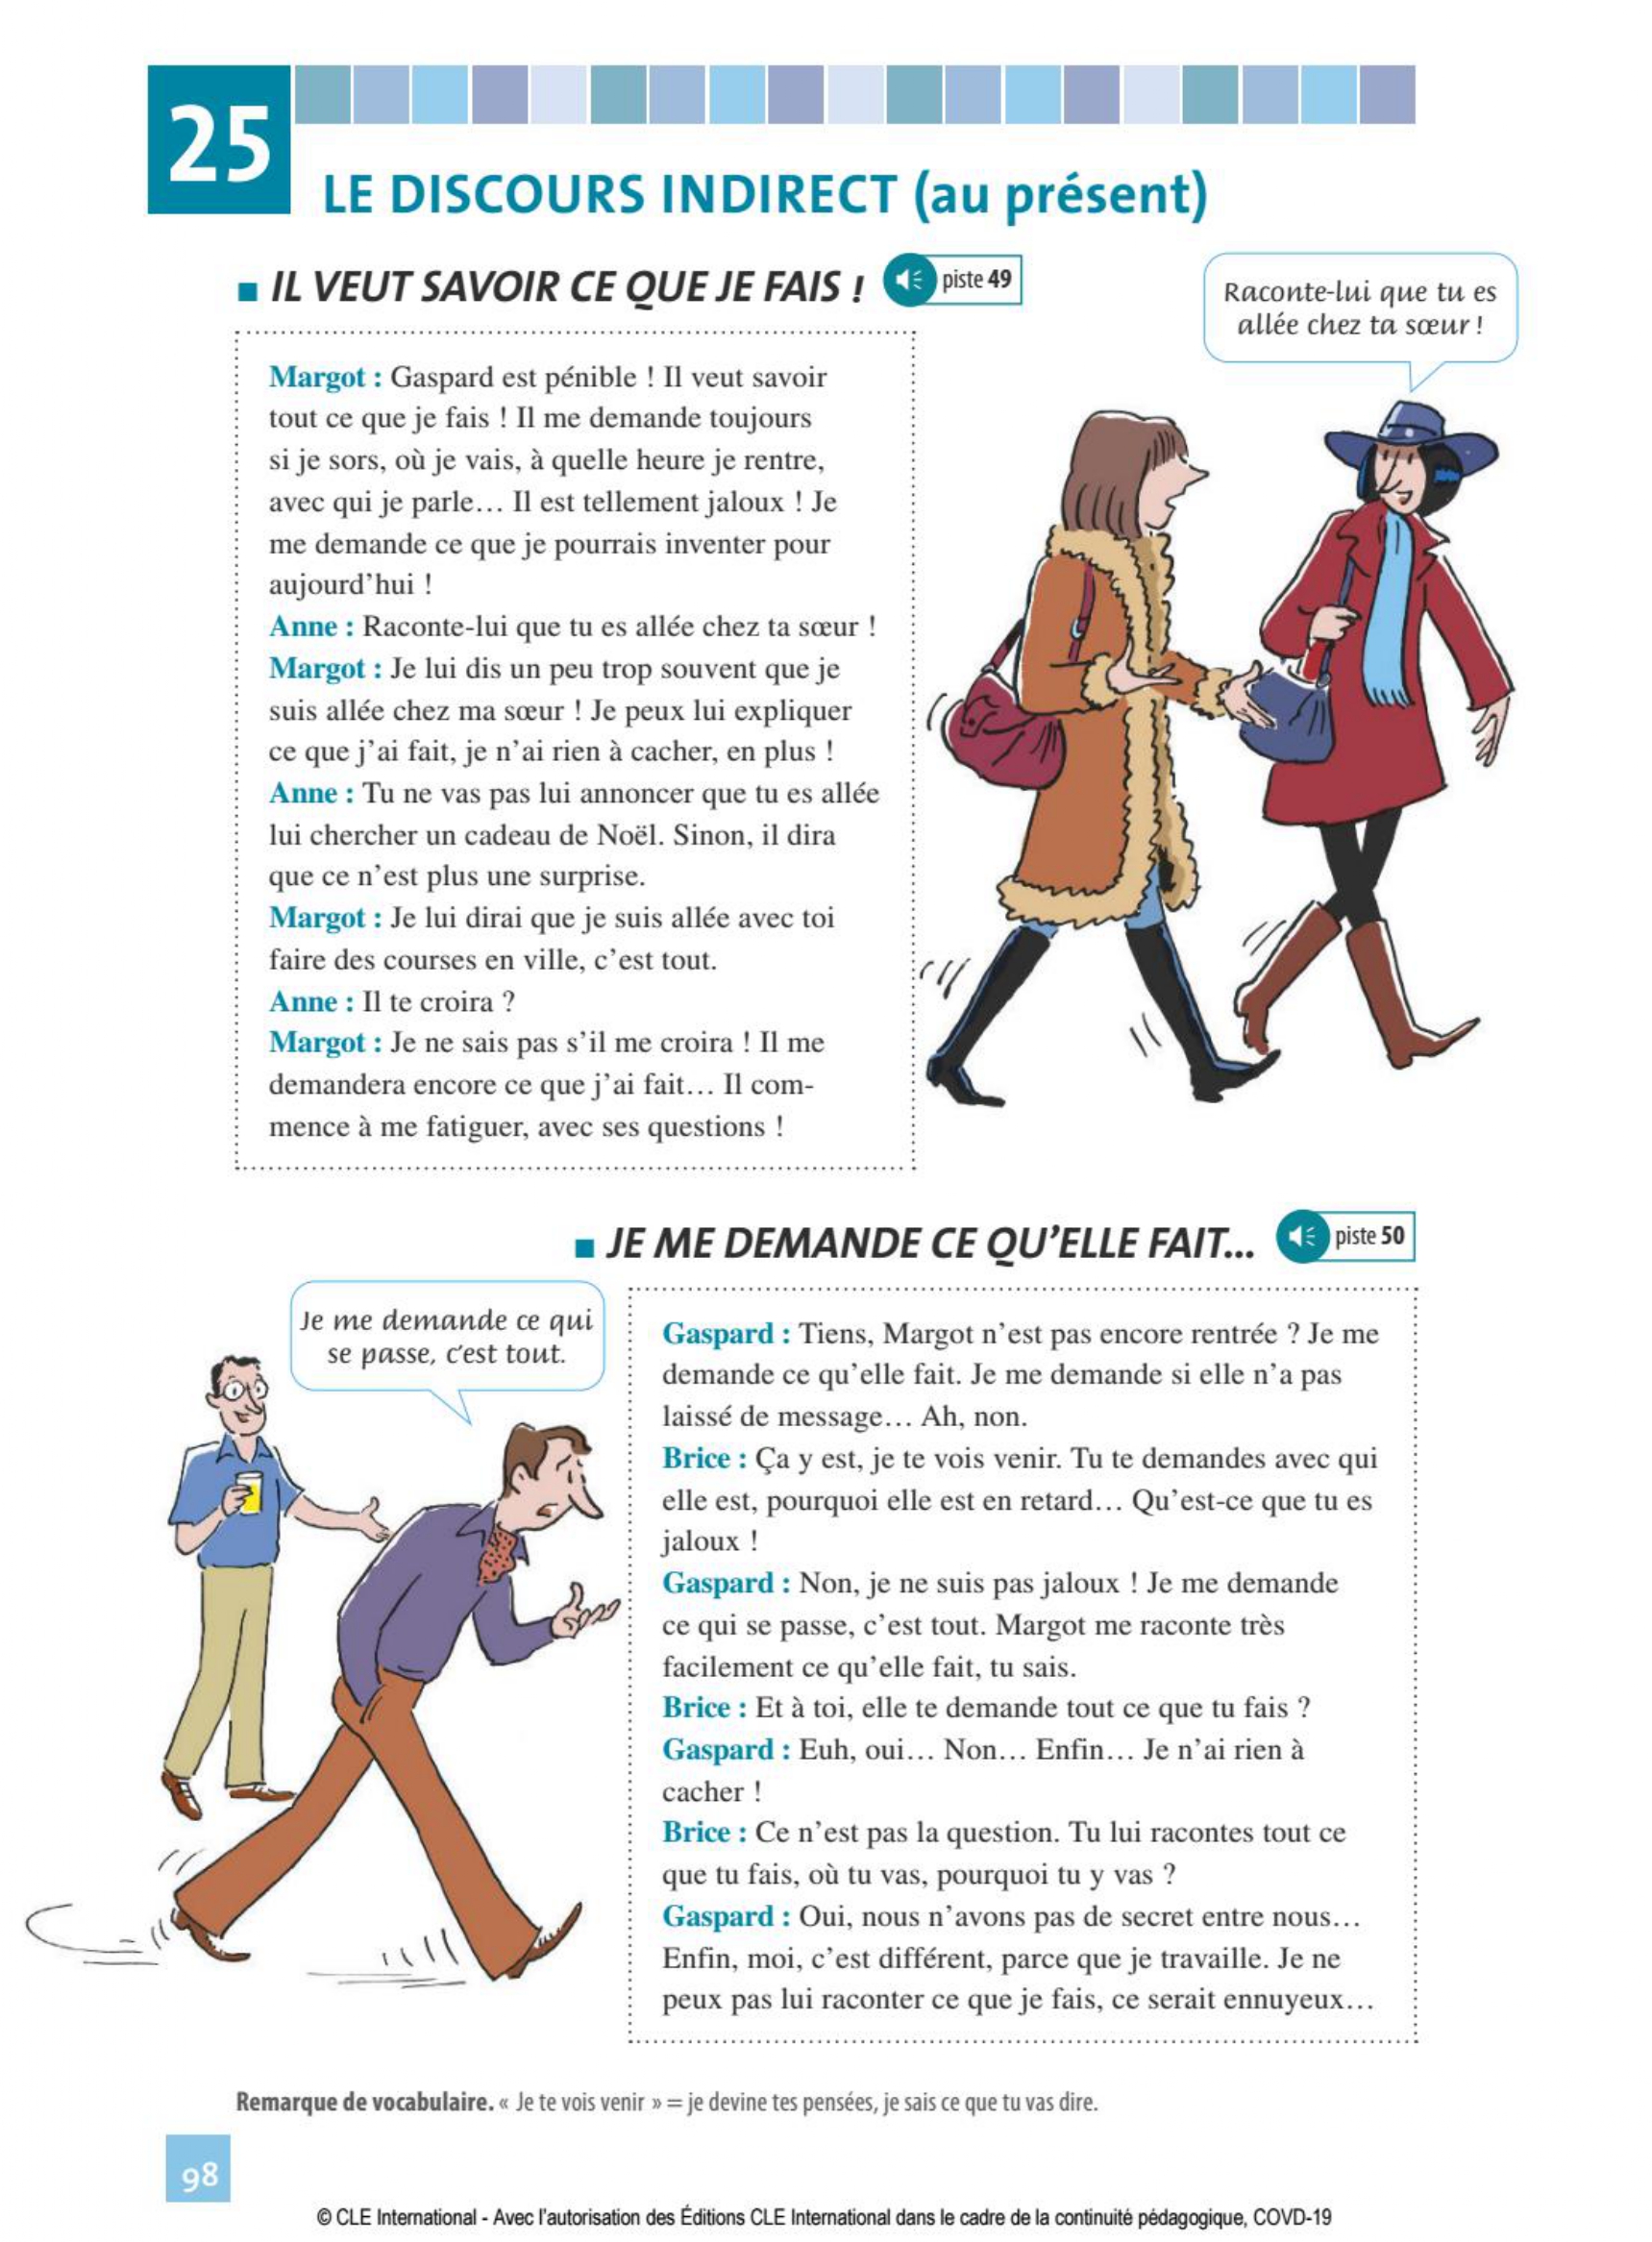 25
LE DISCOURS INDIRECT (au présent)
IL VEUT SAVOIR CE QUE JE FAIS !
piste 49
Raconte-lui que tu es
allée chez ta sœur !
Margot : Gaspard est pénible ! Il veut savoir
tout ce que je fais ! Il me demande toujours
si je sors, où je vais, à quelle heure je rentre,
avec qui je parle… Il est tellement jaloux ! Je
me demande ce que je pourrais inventer pour
aujourd'hui !
Anne : Raconte-lui que tu es allée chez ta sœur !
Margot : Je lui dis un peu trop souvent que je
suis allée chez ma sœur ! Je peux lui expliquer
ce que j'ai fait, je n'ai rien à cacher, en plus !
Anne : Tu ne vas pas lui annoncer que tu es allée
lui chercher un cadeau de Noël. Sinon, il dira
que ce n'est plus une surprise.
Margot : Je lui dirai que je suis allée avec toi
faire des courses en ville, c'est tout.
Anne : Il te croira ?
Margot : Je ne sais pas s'il me croira ! Il me
demandera encore ce que j'ai fait… Il com-
mence à me fatiguer, avec ses questions !
JE ME DEMANDE CE QU'ELLE FAIT...
piste 50
Je me demande ce qui
se passe, c'est tout.
Gaspard : Tiens, Margot n'est pas encore rentrée ? Je me
demande ce qu'elle fait. Je me demande si elle n'a pas
laissé de message… Ah, non.
Brice : Ça y est, je te vois venir. Tu te demandes avec qui
elle est, pourquoi elle est en retard… Qu'est-ce que tu es
jaloux !
Gaspard : Non, je ne suis pas jaloux ! Je me demande
ce qui se passe, c'est tout. Margot me raconte très
facilement ce qu'elle fait, tu sais.
Brice : Et à toi, elle te demande tout ce que tu fais ?
Gaspard : Euh, oui… Non… Enfin… Je n'ai rien à
cacher !
Brice : Ce n'est pas la question. Tu lui racontes tout ce
que tu fais, où tu vas, pourquoi tu y vas ?
Gaspard : Oui, nous n'avons pas de secret entre nous…
Enfin, moi, c'est différent, parce que je travaille. Je ne
peux pas lui raconter ce que je fais, ce serait ennuyeux…
Remarque de vocabulaire. « Je te vois venir » = je devine tes pensées, je sais ce que tu vas dire.
98
© CLE International - Avec l'autorisation des Éditions CLE International dans le cadre de la continuité pédagogique, COVD-19